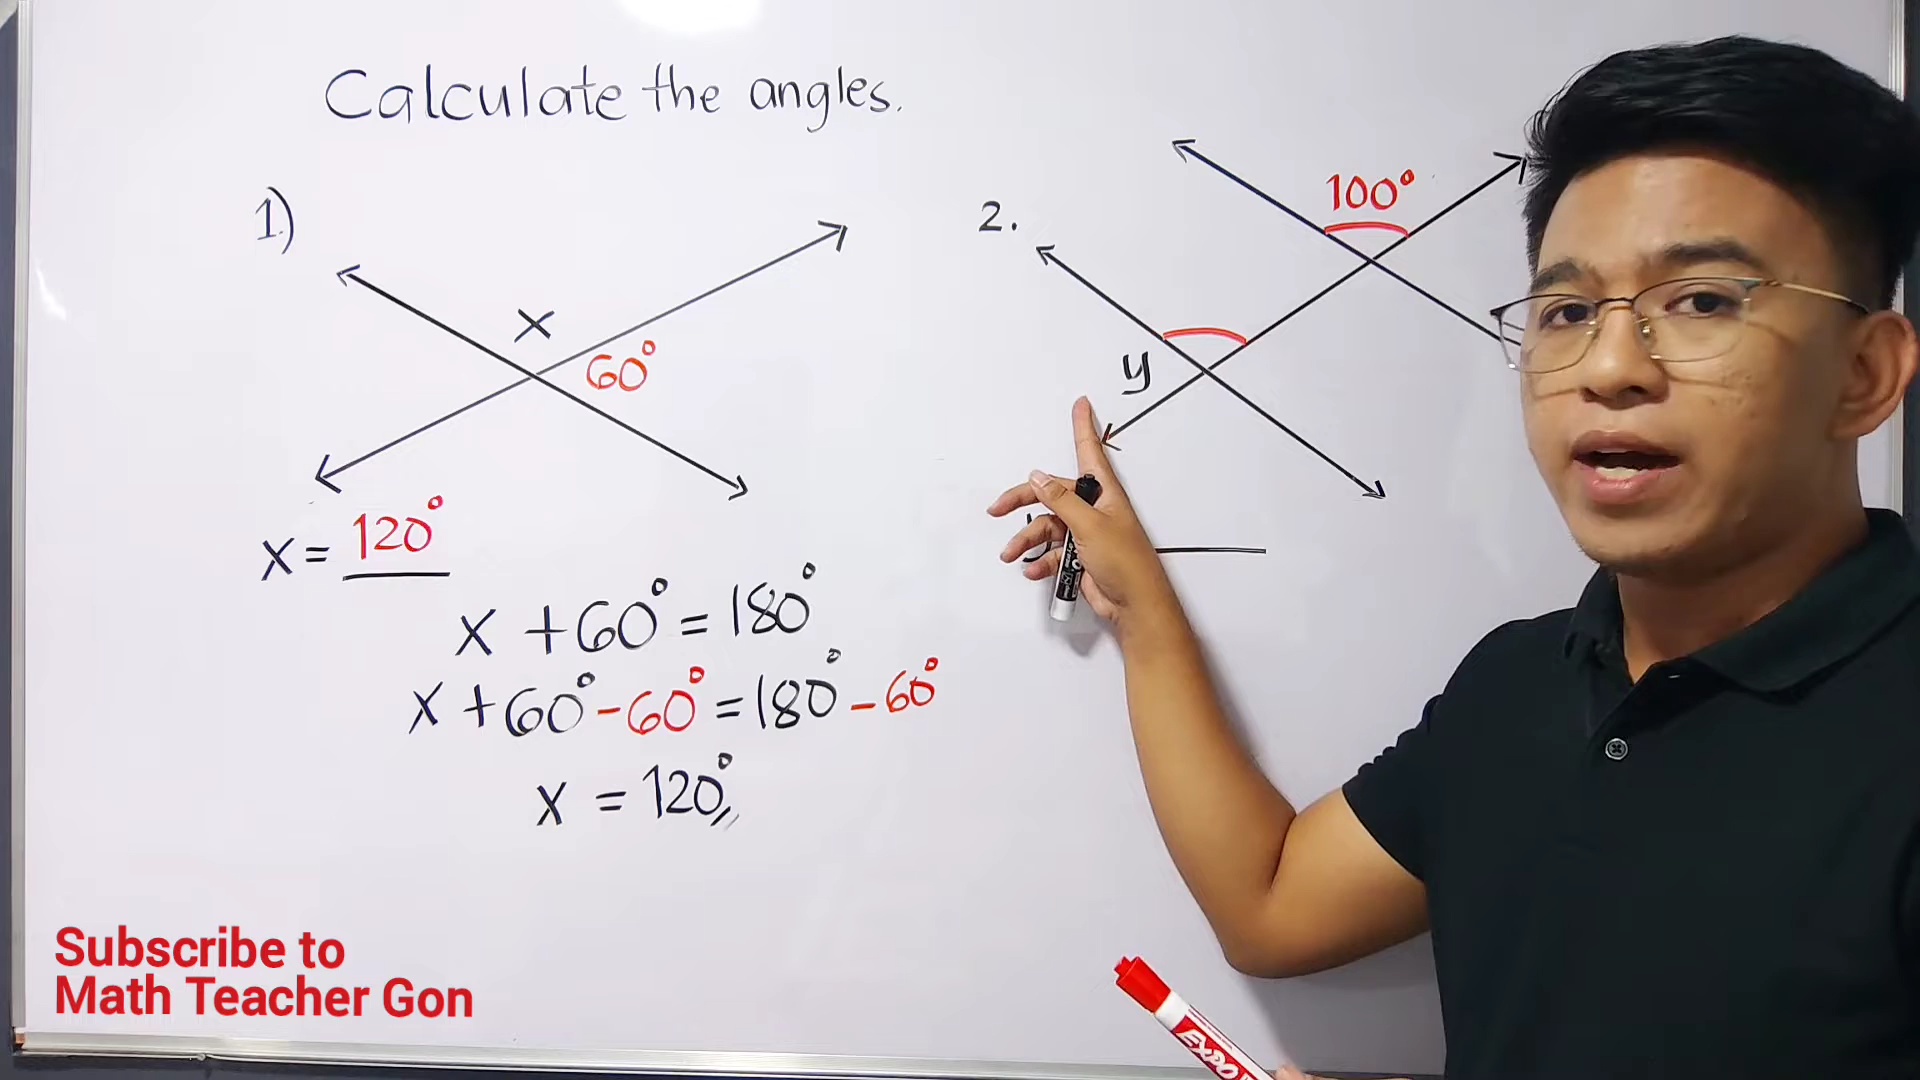 Calculate the angles.
1)
x
60°
x = 120°
x + 60° = 180°
x + 60° - 60° = 180° - 60°
x = 120°
2.
100°
y
y
EXPO
Subscribe to
Math Teacher Gon